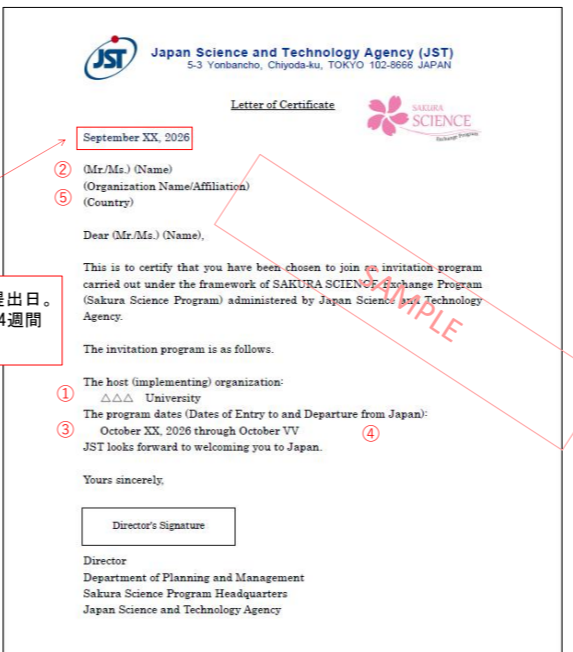 JST
Japan Science and Technology Agency (JST)
5-3 Yonbancho, Chiyoda-ku, TOKYO 102-8666 JAPAN
Letter of Certificate
SAKURA
SCIENCE
Exchange Program
September XX, 2026
② (Mr./Ms.) (Name)
(Organization Name/Affiliation)
⑤ (Country)
Dear (Mr./Ms.) (Name),
This is to certify that you have been chosen to join an invitation program
carried out under the framework of SAKURA SCIENCE Exchange Program
(Sakura Science Program) administered by Japan Science and Technology
Agency.
SAMPLE
提出日。
4週間
The invitation program is as follows.
The host (implementing) organization:
① △△△ University
The program dates (Dates of Entry to and Departure from Japan):
③ October XX, 2026 through October VV ④
JST looks forward to welcoming you to Japan.
Yours sincerely,
Director's Signature
Director
Department of Planning and Management
Sakura Science Program Headquarters
Japan Science and Technology Agency